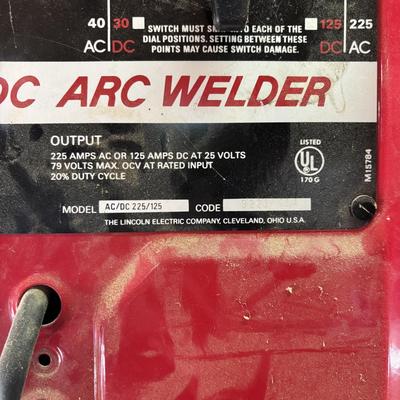 40 30 SWITCH MUST INTO EACH OF THE 125 225
AC DC DIAL POSITIONS. SETTING BETWEEN THESE DC AC
POINTS MAY CAUSE SWITCH DAMAGE.
DC ARC WELDER
OUTPUT
225 AMPS AC OR 125 AMPS DC AT 25 VOLTS
79 VOLTS MAX. OCV AT RATED INPUT
20% DUTY CYCLE
LISTED
UL
170 G
M15784
MODEL AC/DC 225/125 CODE
THE LINCOLN ELECTRIC COMPANY, CLEVELAND, OHIO U.S.A.